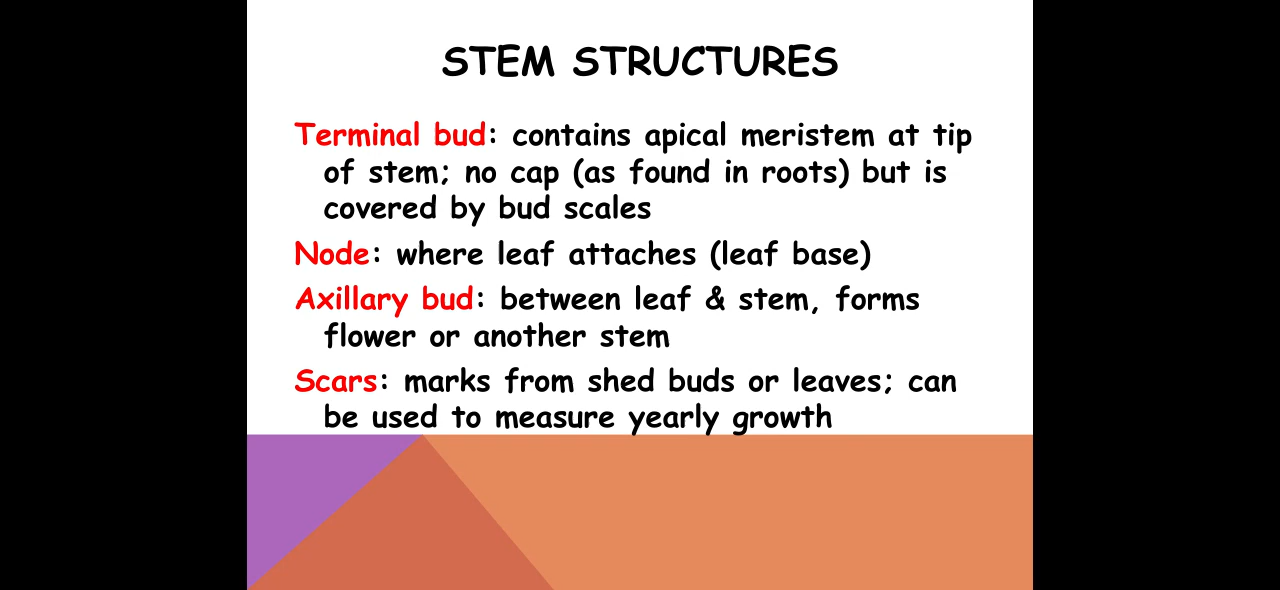 STEM STRUCTURES
Terminal bud: contains apical meristem at tip
of stem; no cap (as found in roots) but is
covered by bud scales
Node: where leaf attaches (leaf base)
Axillary bud: between leaf & stem, forms
flower or another stem
Scars: marks from shed buds or leaves; can
be used to measure yearly growth